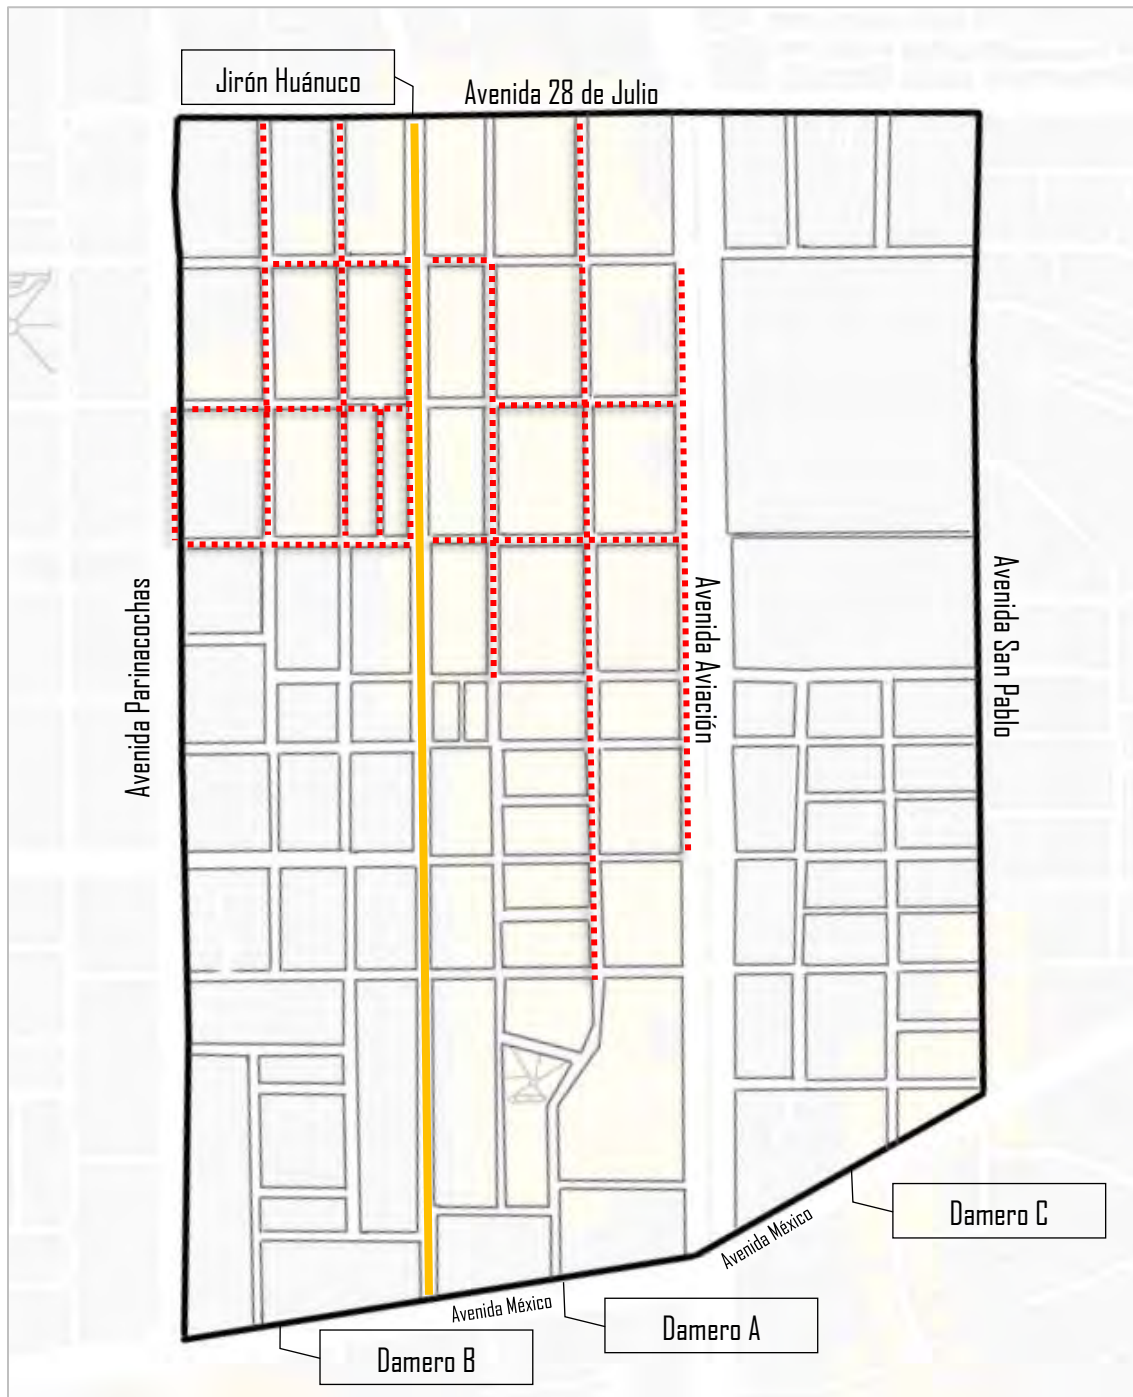 Jirón Huánuco
Avenida 28 de Julio
Avenida Parinacochas
Avenida Aviación
Avenida San Pablo
Damero C
Avenida México
Avenida México
Damero A
Damero B